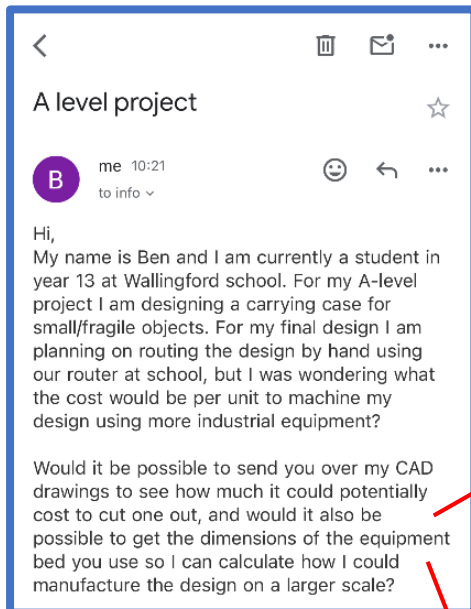 A level project
B
me 10:21
to info
Hi,
My name is Ben and I am currently a student in
year 13 at Wallingford school. For my A-level
project I am designing a carrying case for
small/fragile objects. For my final design I am
planning on routing the design by hand using
our router at school, but I was wondering what
the cost would be per unit to machine my
design using more industrial equipment?
Would it be possible to send you over my CAD
drawings to see how much it could potentially
cost to cut one out, and would it also be
possible to get the dimensions of the equipment
bed you use so I can calculate how I could
manufacture the design on a larger scale?